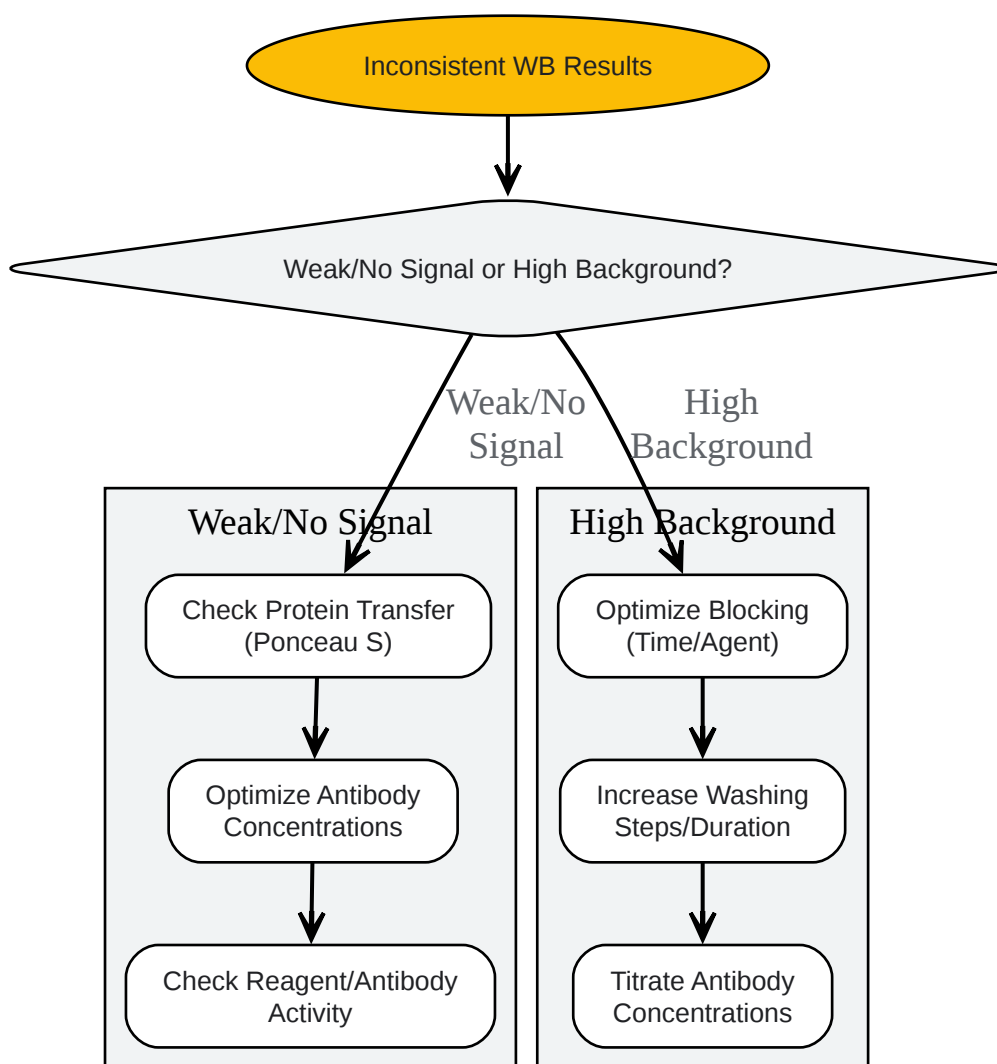 Inconsistent WB Results
Weak/No Signal or High Background?
Weak/No
Signal
High
Background
Weak/No Signal
Check Protein Transfer
(Ponceau S)
Optimize Antibody
Concentrations
Check Reagent/Antibody
Activity
High Background
Optimize Blocking
(Time/Agent)
Increase Washing
Steps/Duration
Titrate Antibody
Concentrations